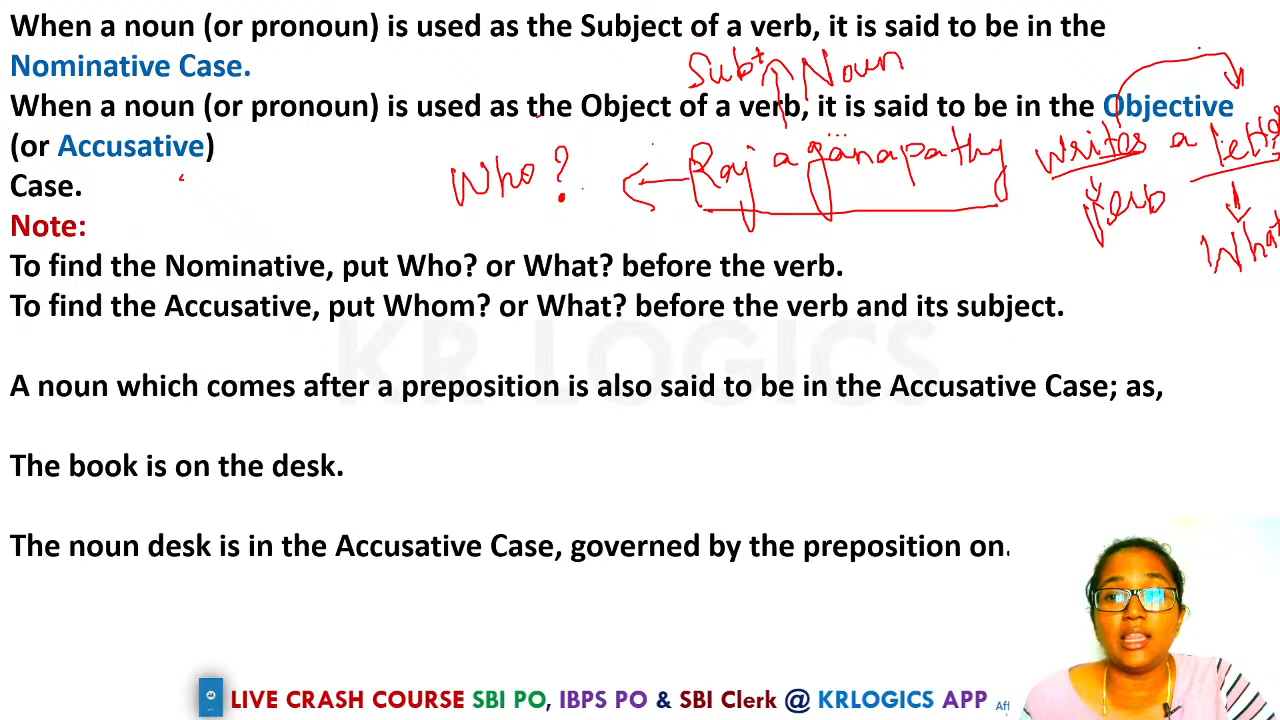 When a noun (or pronoun) is used as the Subject of a verb, it is said to be in the
Nominative Case.
Subt Noun
When a noun (or pronoun) is used as the Object of a verb, it is said to be in the Objective
(or Accusative)
Who? Rajaganapathy writes a letter
Case.
Verb
What
Note:
To find the Nominative, put Who? or What? before the verb.
To find the Accusative, put Whom? or What? before the verb and its subject.
KR LOGICS
A noun which comes after a preposition is also said to be in the Accusative Case; as,
The book is on the desk.
The noun desk is in the Accusative Case, governed by the preposition on.
LIVE CRASH COURSE SBI PO, IBPS PO & SBI Clerk @ KRLOGICS APP